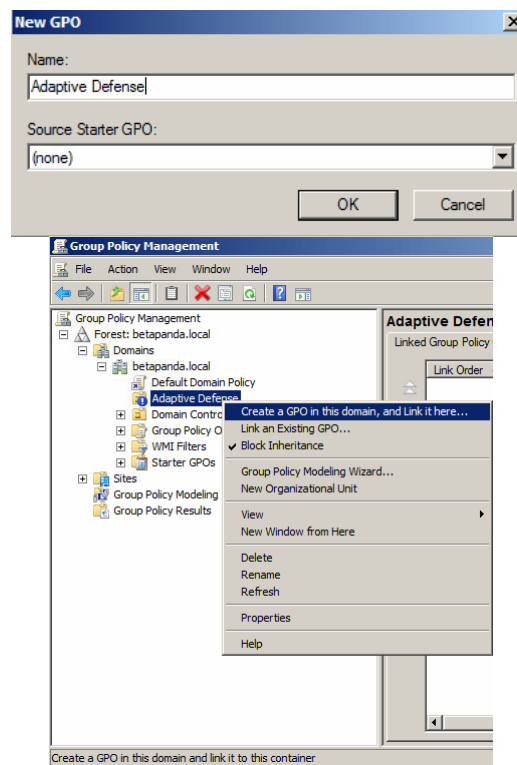 New GPO
Name:
Adaptive Defense
Source Starter GPO:
(none)
OK
Cancel
Group Policy Management
File Action View Window Help
Group Policy Management
Forest: betapanda.local
Domains
betapanda.local
Default Domain Policy
Adaptive Defense
Domain Contro
Group Policy O
WMI Filters
Starter GPOs
Sites
Group Policy Modeling
Group Policy Results
Adaptive Defen
Linked Group Policy
Link Order
Create a GPO in this domain, and Link it here...
Link an Existing GPO...
Block Inheritance
Group Policy Modeling Wizard...
New Organizational Unit
View
New Window from Here
Delete
Rename
Refresh
Properties
Help
Create a GPO in this domain and link it to this container